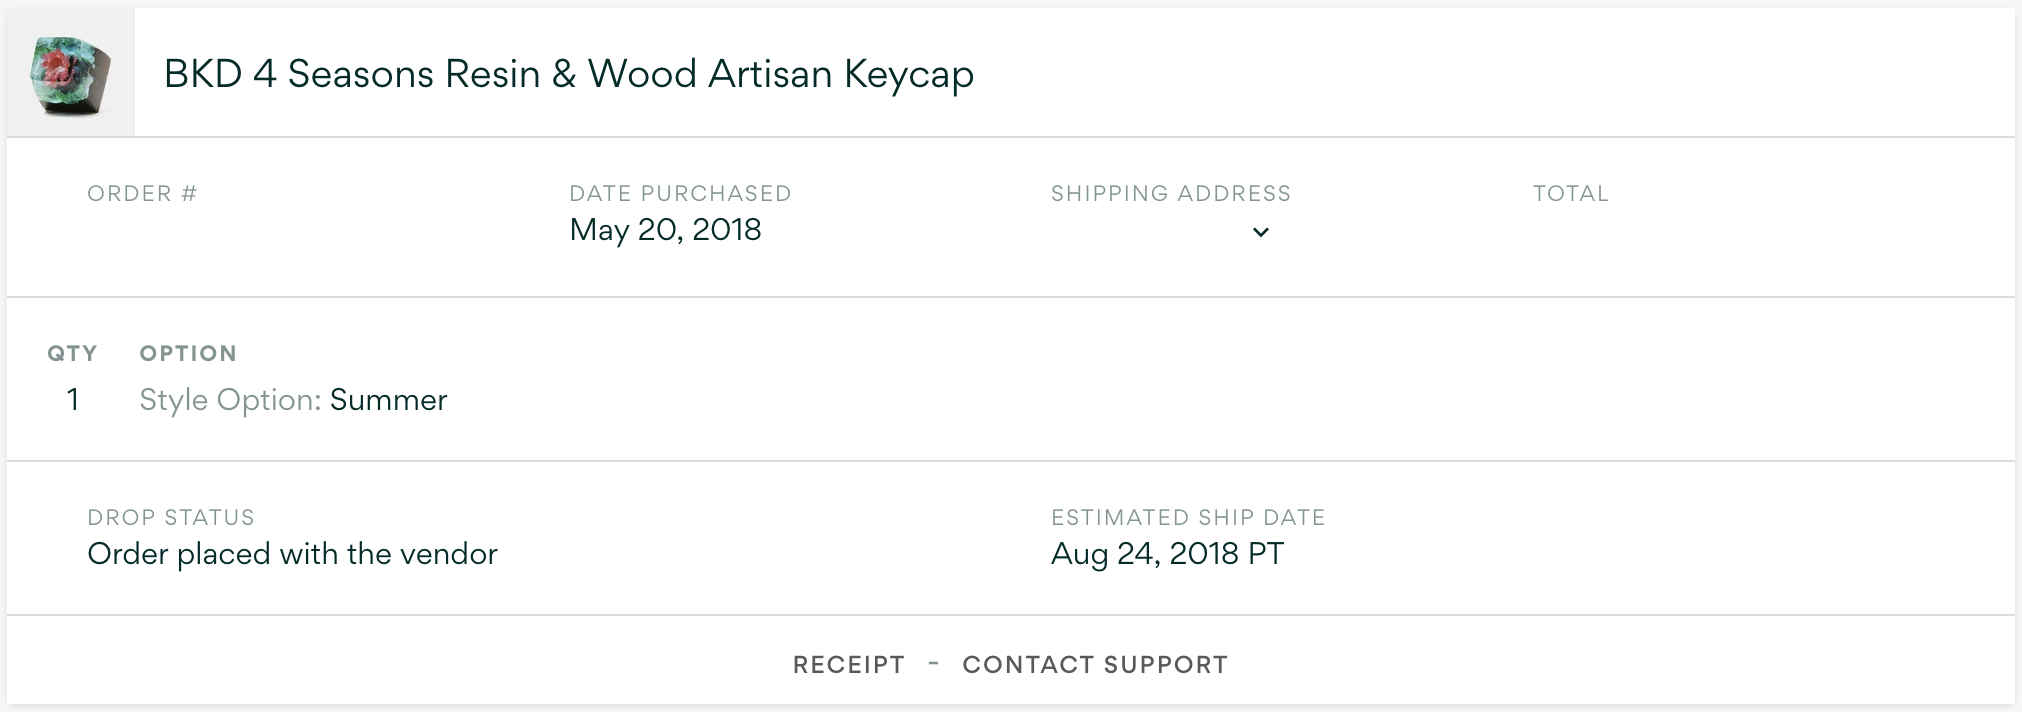 BKD 4 Seasons Resin & Wood Artisan Keycap
ORDER # DATE PURCHASED SHIPPING ADDRESS TOTAL
May 20, 2018
QTY OPTION
1 Style Option: Summer
DROP STATUS ESTIMATED SHIP DATE
Order placed with the vendor Aug 24, 2018 PT
RECEIPT - CONTACT SUPPORT